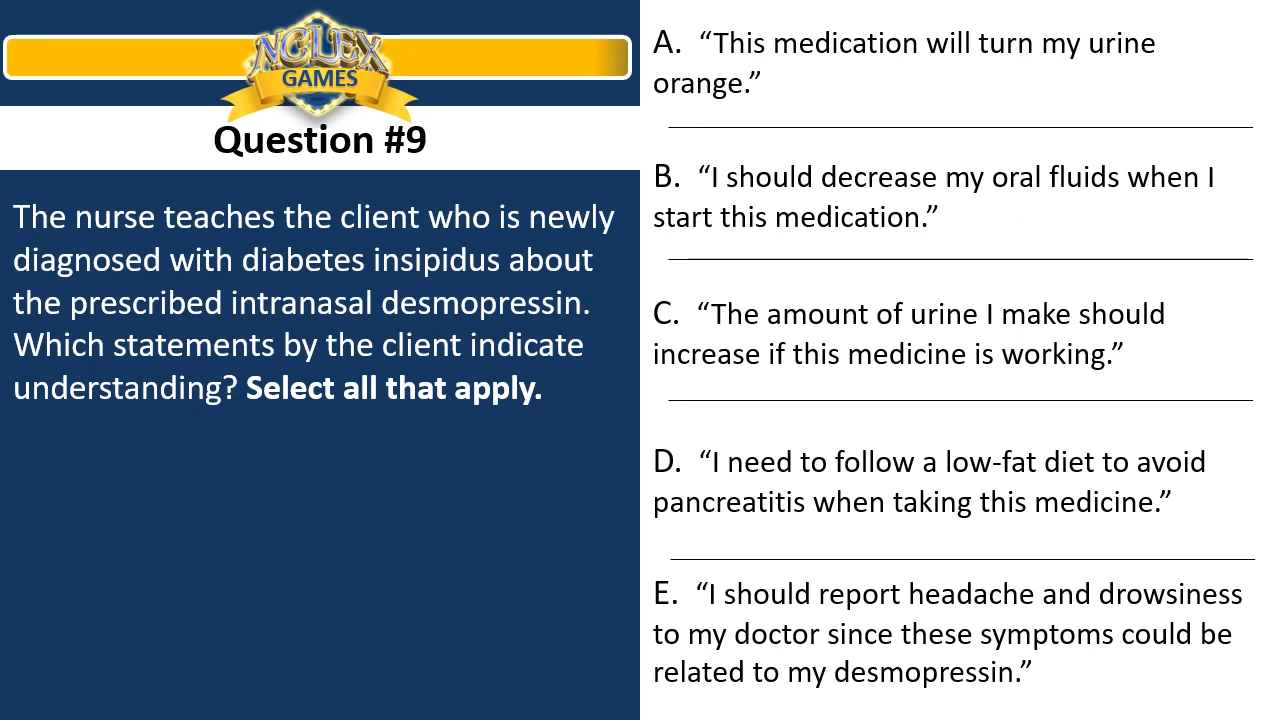 NCLEX
GAMES
Question #9
The nurse teaches the client who is newly
diagnosed with diabetes insipidus about
the prescribed intranasal desmopressin.
Which statements by the client indicate
understanding? Select all that apply.
A. “This medication will turn my urine
orange.”
B. “I should decrease my oral fluids when I
start this medication.”
C. “The amount of urine I make should
increase if this medicine is working.”
D. “I need to follow a low-fat diet to avoid
pancreatitis when taking this medicine.”
E. “I should report headache and drowsiness
to my doctor since these symptoms could be
related to my desmopressin.”